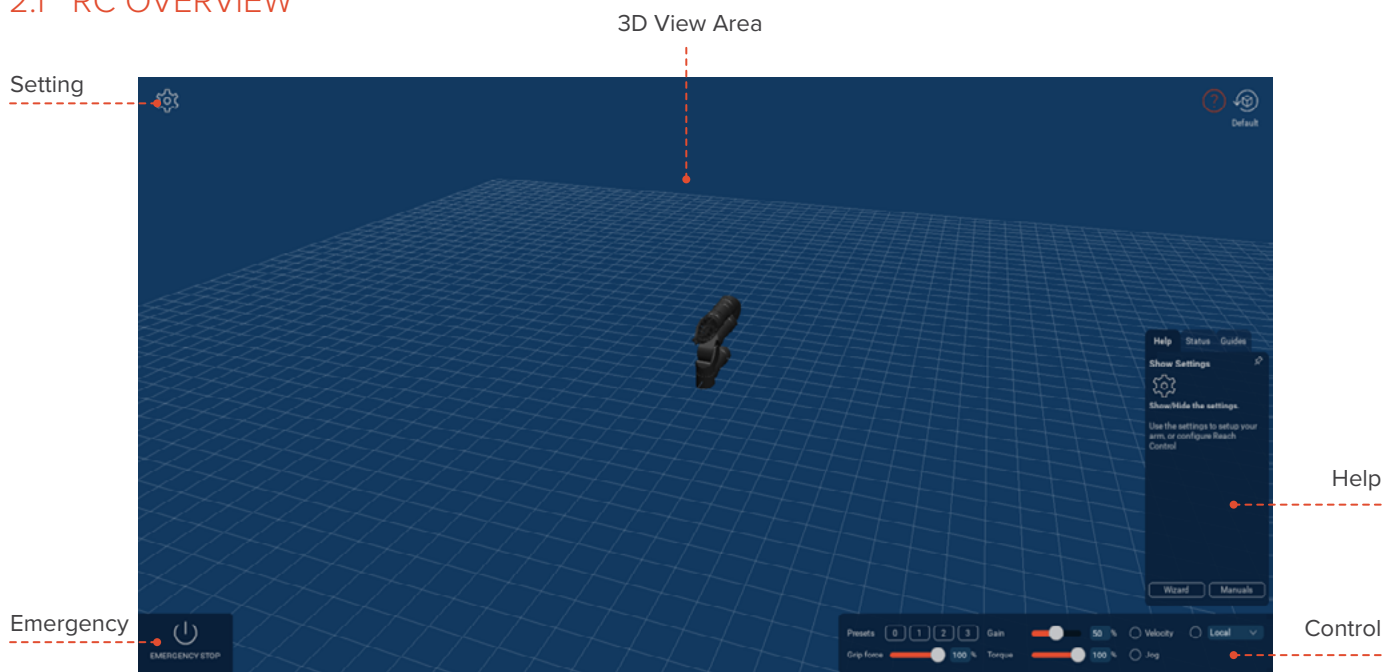 2.1 RC OVERVIEW
3D View Area
Setting
?
Default
Help Status Guides
Show Settings
Show/Hide the settings.
Use the settings to setup your
arm, or configure Reach
Control
Help
Wizard Manuals
Emergency
EMERGENCY STOP
Presets 0 1 2 3 Gain 50 % Velocity Local
Grip force 100 % Torque 100 % Jog
Control